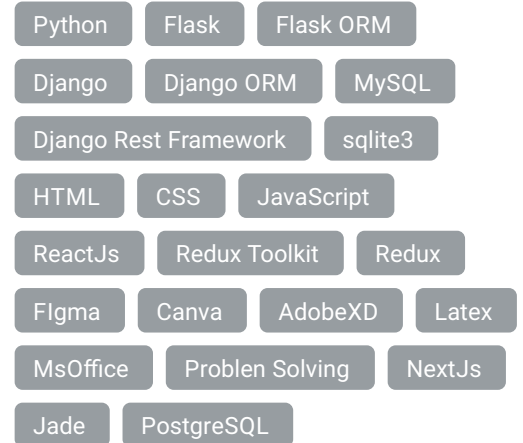 Python Flask Flask ORM
Django Django ORM MySQL
Django Rest Framework sqlite3
HTML CSS JavaScript
ReactJs Redux Toolkit Redux
FIgma Canva AdobeXD Latex
MsOffice Problen Solving NextJs
Jade PostgreSQL